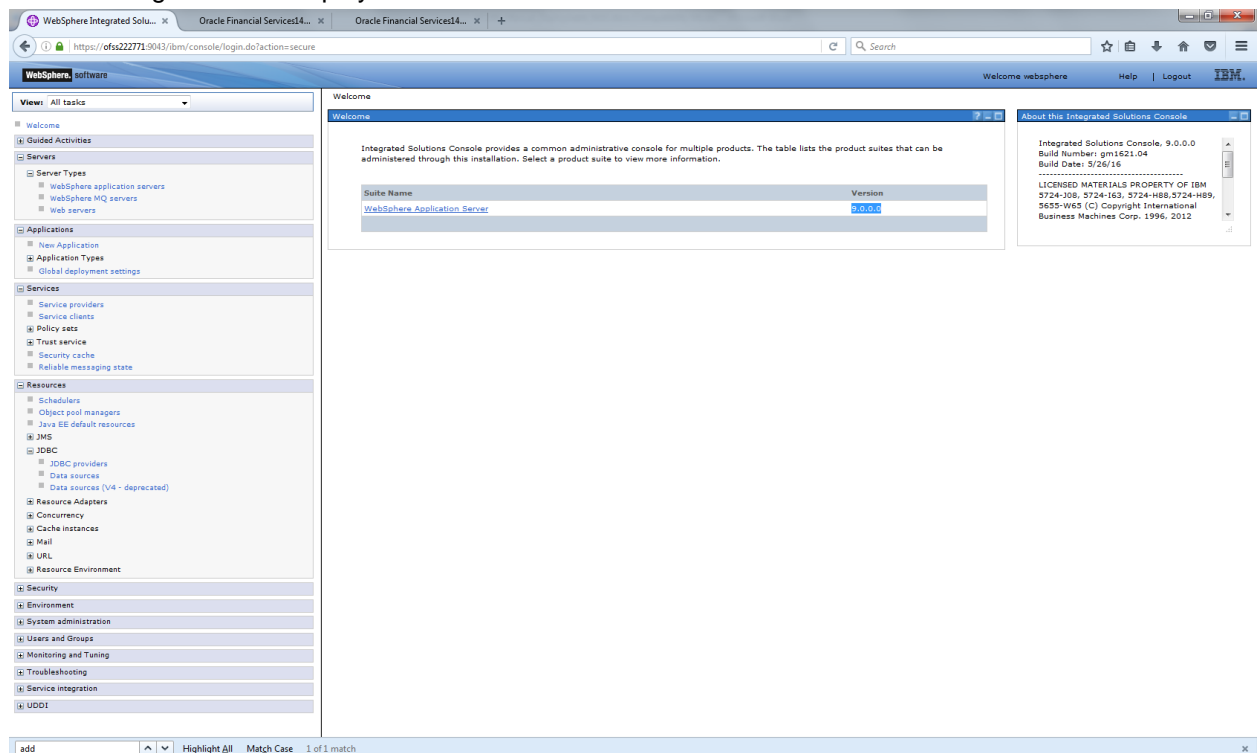 WebSphere Integrated Solu... ×
Oracle Financial Services14... ×
Oracle Financial Services14... ×
+
https://ofss222771:9043/ibm/console/login.do?action=secure
Search
WebSphere. software
Welcome websphere
Help | Logout
IBM.
View: All tasks
Welcome
Guided Activities
Servers
Server Types
WebSphere application servers
WebSphere MQ servers
Web servers
Applications
New Application
Application Types
Global deployment settings
Services
Service providers
Service clients
Policy sets
Trust service
Security cache
Reliable messaging state
Resources
Schedulers
Object pool managers
Java EE default resources
JMS
JDBC
JDBC providers
Data sources
Data sources (V4 - deprecated)
Resource Adapters
Concurrency
Cache instances
Mail
URL
Resource Environment
Security
Environment
System administration
Users and Groups
Monitoring and Tuning
Troubleshooting
Service integration
UDDI
Welcome
Welcome
Integrated Solutions Console provides a common administrative console for multiple products. The table lists the product suites that can be
administered through this installation. Select a product suite to view more information.
Suite Name Version
WebSphere Application Server 9.0.0.0
About this Integrated Solutions Console
Integrated Solutions Console, 9.0.0.0
Build Number: gm1621.04
Build Date: 5/26/16
----------------------------------------
LICENSED MATERIALS PROPERTY OF IBM
5724-J08, 5724-I63, 5724-H88,5724-H89,
5655-W65 (C) Copyright International
Business Machines Corp. 1996, 2012
add
Highlight All Match Case 1 of 1 match